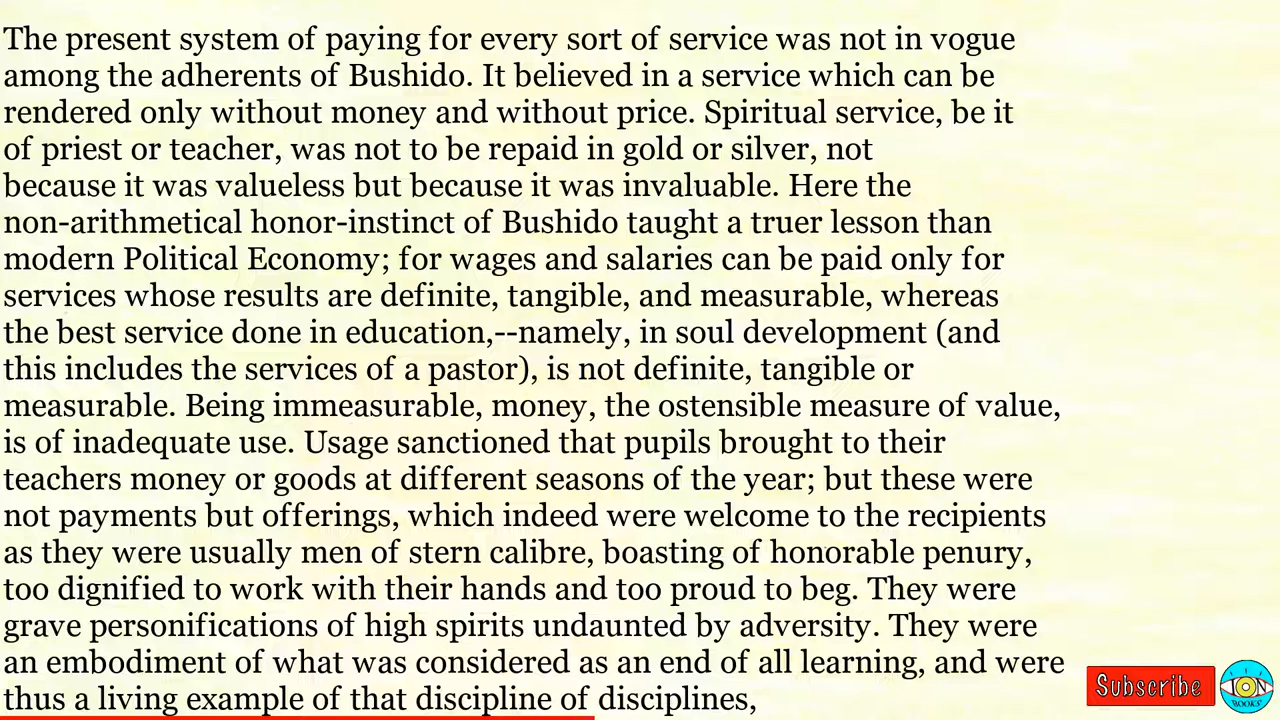 The present system of paying for every sort of service was not in vogue
among the adherents of Bushido. It believed in a service which can be
rendered only without money and without price. Spiritual service, be it
of priest or teacher, was not to be repaid in gold or silver, not
because it was valueless but because it was invaluable. Here the
non-arithmetical honor-instinct of Bushido taught a truer lesson than
modern Political Economy; for wages and salaries can be paid only for
services whose results are definite, tangible, and measurable, whereas
the best service done in education,--namely, in soul development (and
this includes the services of a pastor), is not definite, tangible or
measurable. Being immeasurable, money, the ostensible measure of value,
is of inadequate use. Usage sanctioned that pupils brought to their
teachers money or goods at different seasons of the year; but these were
not payments but offerings, which indeed were welcome to the recipients
as they were usually men of stern calibre, boasting of honorable penury,
too dignified to work with their hands and too proud to beg. They were
grave personifications of high spirits undaunted by adversity. They were
an embodiment of what was considered as an end of all learning, and were
thus a living example of that discipline of disciplines,
Subscribe
ION
BOOKS